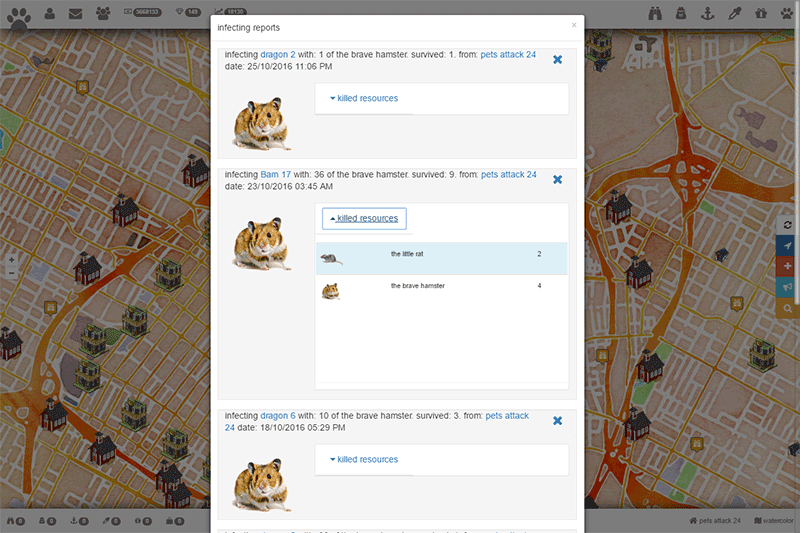 3668153
149
18130
infecting reports
×
infecting dragon 2 with: 1 of the brave hamster. survived: 1. from: pets attack 24
date: 25/10/2016 11:06 PM
killed resources
infecting Bam 17 with: 36 of the brave hamster. survived: 9. from: pets attack 24
date: 23/10/2016 03:45 AM
killed resources
the little rat 2
the brave hamster 4
infecting dragon 6 with: 10 of the brave hamster. survived: 3. from: pets attack
24 date: 18/10/2016 05:29 PM
killed resources
0 0 0 0 0 0
pets attack 24
watercolor